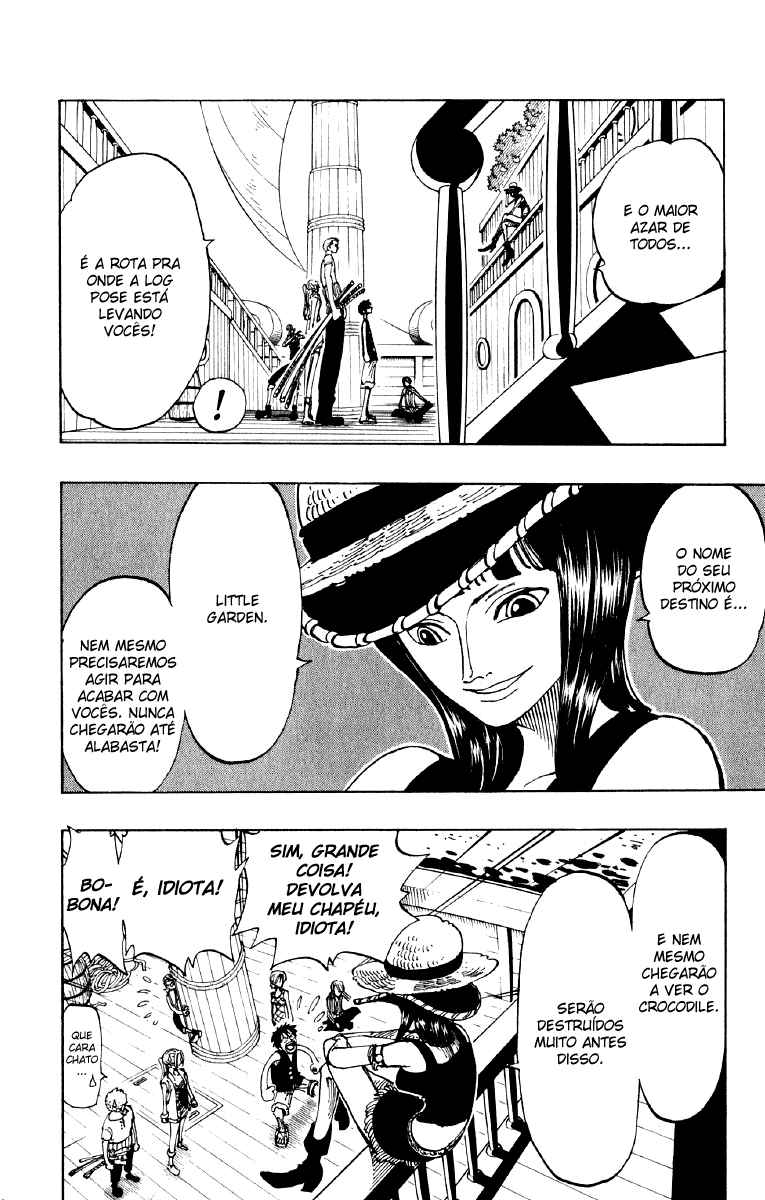 E O MAIOR
AZAR DE
TODOS...
É A ROTA PRA
ONDE A LOG
POSE ESTÁ
LEVANDO
VOCÊS!
!
O NOME
DO SEU
PRÓXIMO
DESTINO É...
LITTLE
GARDEN.
NEM MESMO
PRECISAREMOS
AGIR PARA
ACABAR COM
VOCÊS. NUNCA
CHEGARÃO ATÉ
ALABASTA!
E NEM
MESMO
CHEGARÃO
A VER O
CROCODILE.
SERÃO
DESTRUÍDOS
MUITO ANTES
DISSO.
SIM, GRANDE
COISA!
DEVOLVA
MEU CHAPÉU,
IDIOTA!
É, IDIOTA!
BO-
BONA!
QUE
CARA
CHATO
...